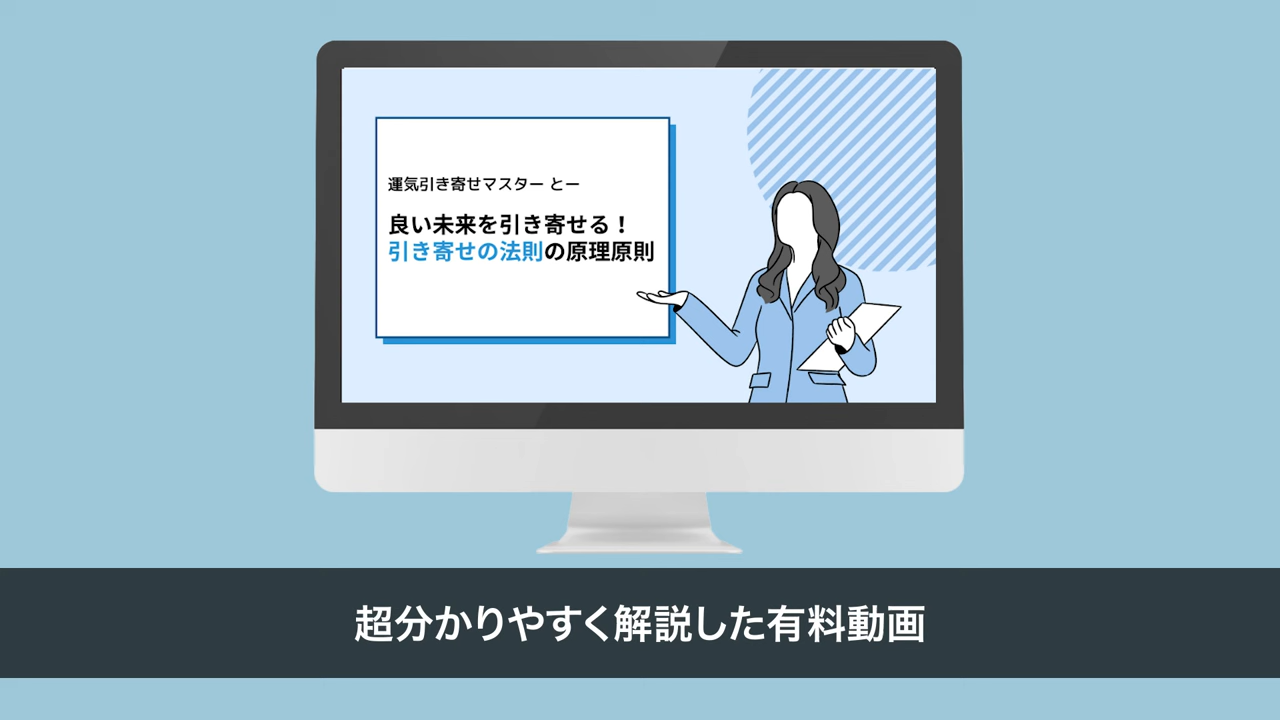 運気引き寄せマスター とー
良い未来を引き寄せる！
引き寄せの法則の原理原則
超分かりやすく解説した有料動画